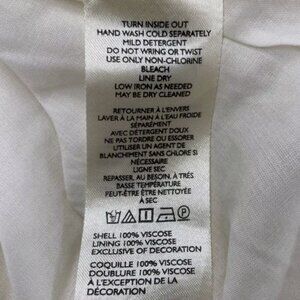 TURN INSIDE OUT
HAND WASH COLD SEPARATELY
MILD DETERGENT
DO NOT WRING OR TWIST
USE ONLY NON-CHLORINE
BLEACH
LINE DRY
LOW IRON AS NEEDED
MAY BE DRY CLEANED
RETOURNER À L'ENVERS
LAVER À LA MAIN À L'EAU FROIDE
SÉPARÉMENT
AVEC DÉTERGENT DOUX
NE PAS TORDRE OU ESSORER
UTILISER UN AGENT DE
BLANCHIMENT SANS CHLORE SI
NÉCESSAIRE
LIGNE SEC
REPASSER, AU BESOIN, À TRÈS
BASSE TEMPÉRATURE
PEUT-ÊTRE ÊTRE NETTOYÉE
À SEC
P
SHELL 100% VISCOSE
LINING 100% VISCOSE
EXCLUSIVE OF DECORATION
COQUILLE 100% VISCOSE
DOUBLURE 100% VISCOSE
À L'EXCEPTION DE LA
DÉCORATION